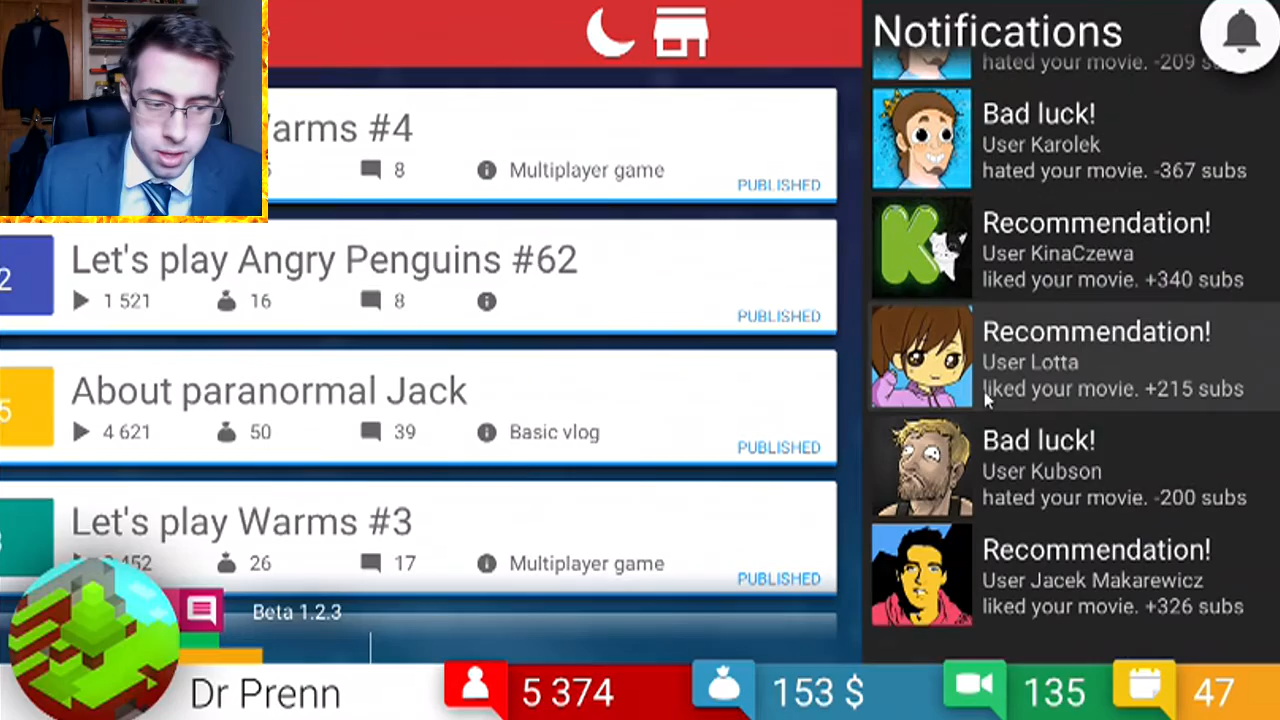 arms #4
8
Multiplayer game
PUBLISHED
2
Let's play Angry Penguins #62
1 521
16
8
PUBLISHED
5
About paranormal Jack
4 621
50
39
Basic vlog
PUBLISHED
Let's play Warms #3
452
26
17
Multiplayer game
PUBLISHED
Beta 1.2.3
Notifications
hated your movie. -209 subs
Bad luck!
User Karolek
hated your movie. -367 subs
K
Recommendation!
User KinaCzewa
liked your movie. +340 subs
Recommendation!
User Lotta
liked your movie. +215 subs
Bad luck!
User Kubson
hated your movie. -200 subs
Recommendation!
User Jacek Makarewicz
liked your movie. +326 subs
Dr Prenn
5 374
153 $
135
47